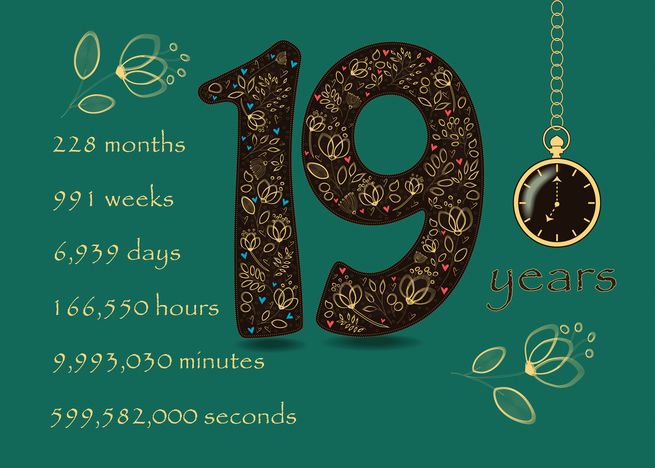 19
years
228 months
991 weeks
6,939 days
166,550 hours
9,993,030 minutes
599,582,000 seconds